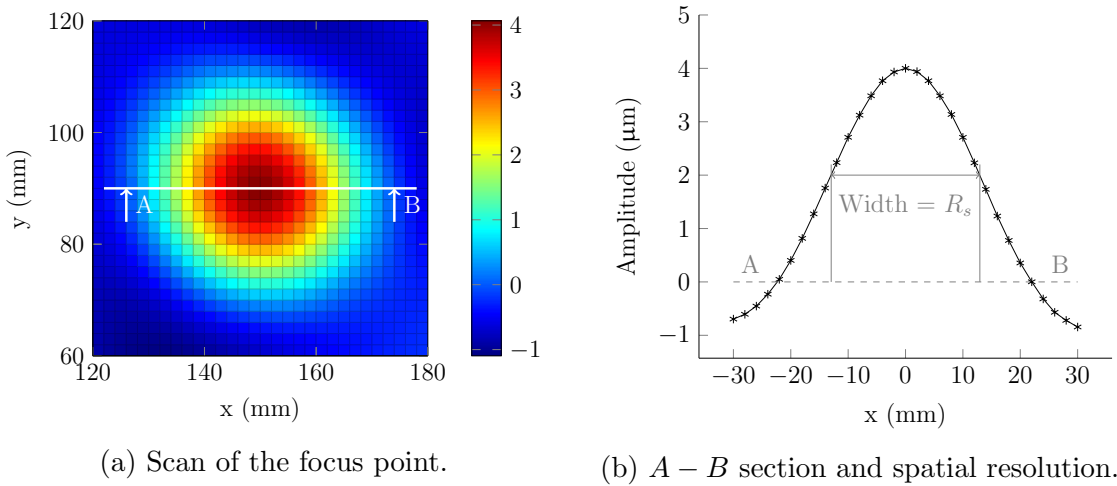 120
100
80
60
120
140
160
180
x (mm)
y (mm)
A
B
4
3
2
1
0
−1
(a) Scan of the focus point.
5
4
3
2
1
0
−1
Amplitude (µm)
Width = Rs
A
B
−30
−20
−10
0
10
20
30
x (mm)
(b) A − B section and spatial resolution.